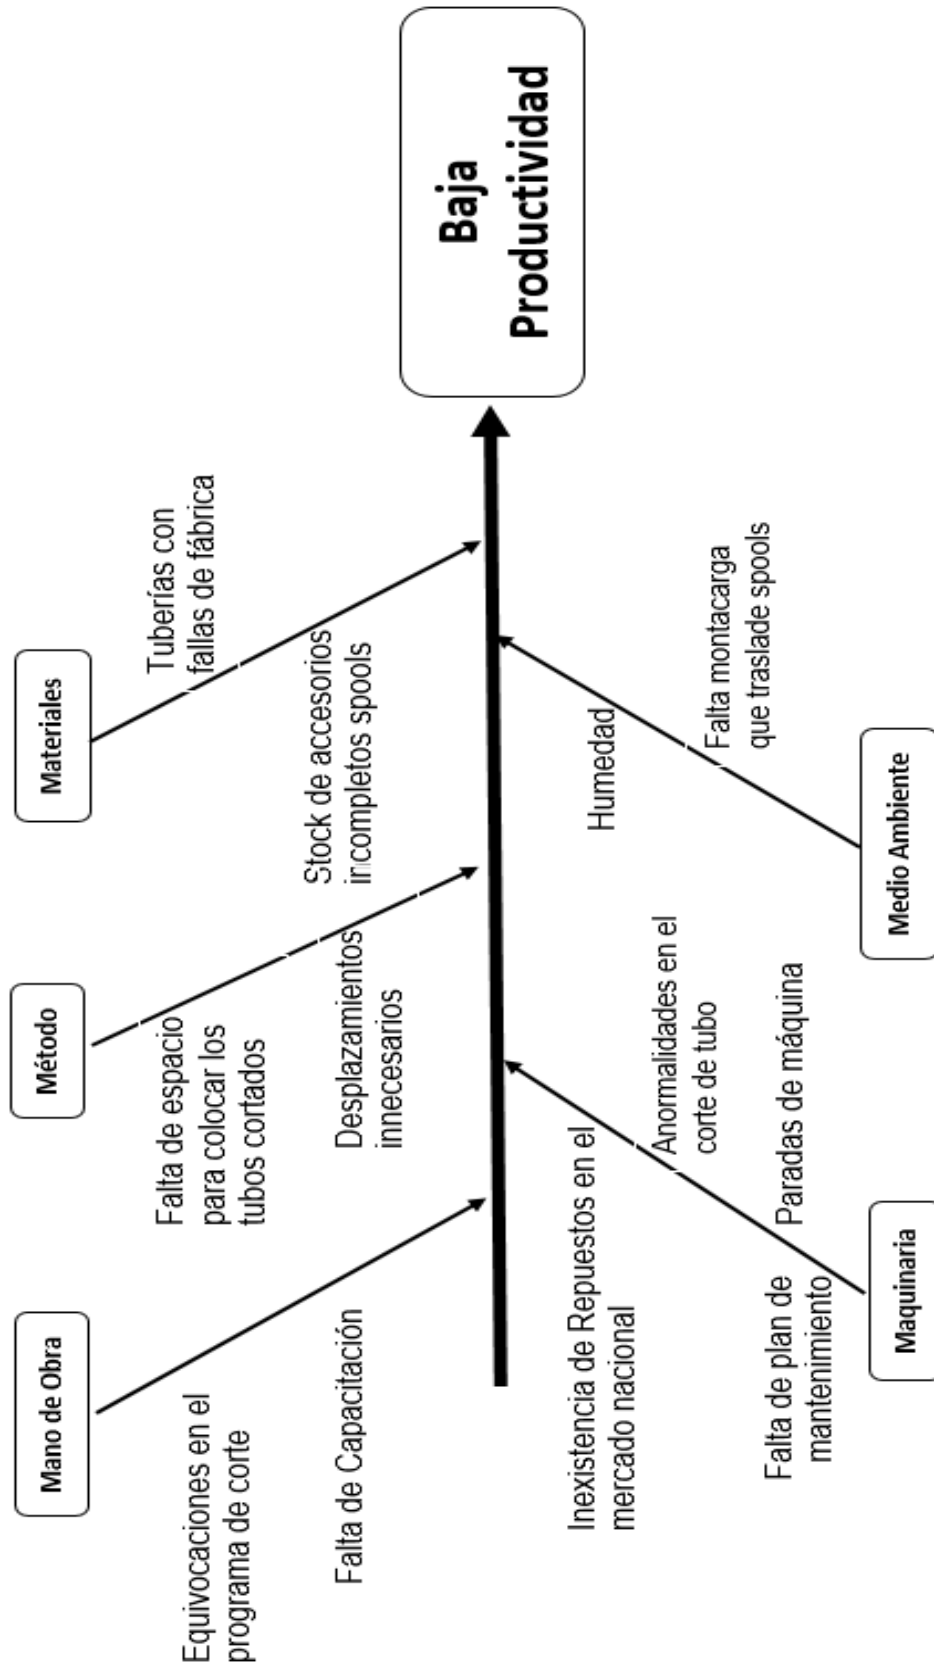 Mano de Obra
Método
Materiales
Equivocaciones en el
programa de corte
Falta de Capacitación
Falta de espacio
para colocar los
tubos cortados
Desplazamientos
innecesarios
Tuberías con
fallas de fábrica
Stock de accesorios
incompletos spools
Baja
Productividad
Inexistencia de Repuestos en el
mercado nacional
Anormalidades en el
corte de tubo
Falta de plan de
mantenimiento
Paradas de máquina
Humedad
Falta montacarga
que traslade spools
Maquinaria
Medio Ambiente